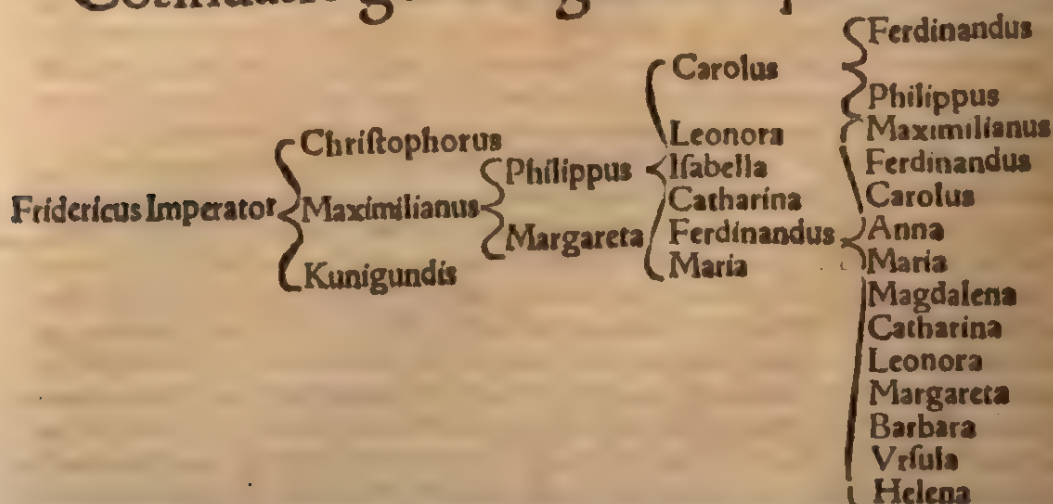 Ferdinandus
Carolus
Philippus
Chriſtophorus
Leonora
Maximilianus
Philippus
Iſabella
Ferdinandus
Fridericus Imperator
Maximilianus
Catharina
Carolus
Margareta
Ferdinandus
Anna
Kunigundis
Maria
Maria
Magdalena
Catharina
Leonora
Margareta
Barbara
Vrſula
Helena